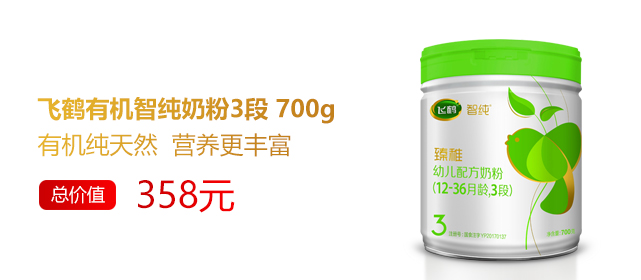 飞鹤有机智纯奶粉3段 700g
有机纯天然 营养更丰富
总价值 358元
飞鹤 智纯
臻稚
幼儿配方奶粉
(12-36月龄,3段)
3